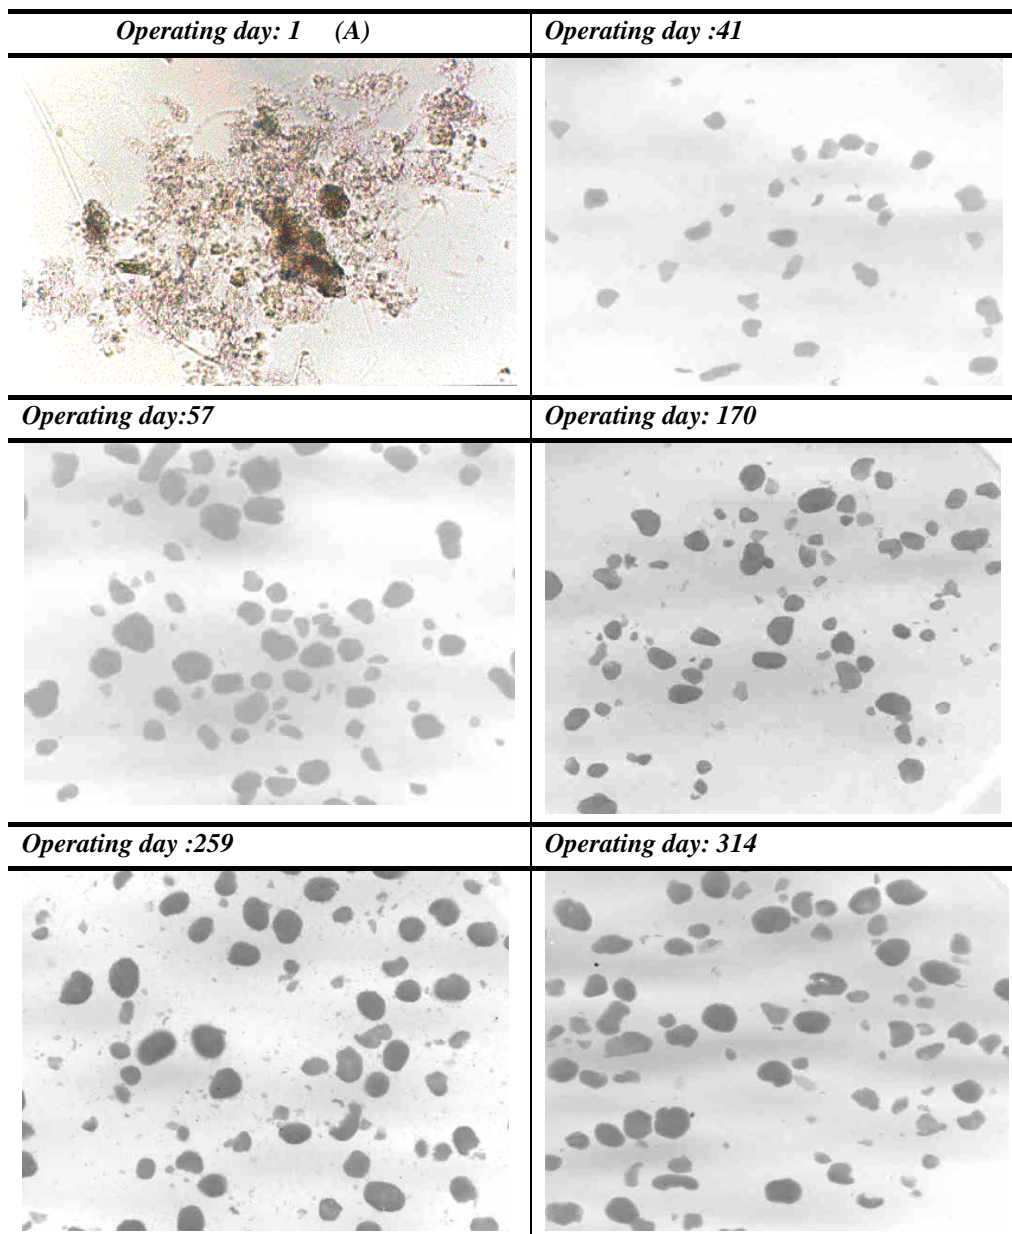 Operating day: 1 (A)
Operating day :41
Operating day:57
Operating day: 170
Operating day :259
Operating day: 314